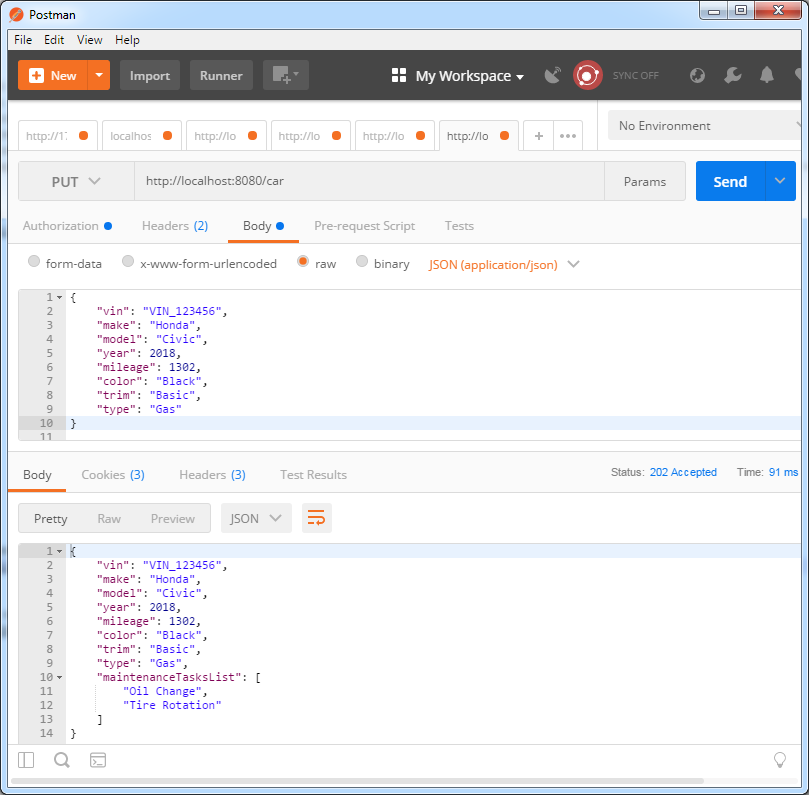 Postman
File Edit View Help
New Import Runner My Workspace SYNC OFF
http://17 localhos http://lo http://lo http://lo http://lo + ••• No Environment
PUT http://localhost:8080/car Params Send
Authorization Headers (2) Body Pre-request Script Tests
form-data x-www-form-urlencoded raw binary JSON (application/json)
1 {
2 "vin": "VIN_123456",
3 "make": "Honda",
4 "model": "Civic",
5 "year": 2018,
6 "mileage": 1302,
7 "color": "Black",
8 "trim": "Basic",
9 "type": "Gas"
10 }
11
Body Cookies (3) Headers (3) Test Results Status: 202 Accepted Time: 91 ms
Pretty Raw Preview JSON
1 {
2 "vin": "VIN_123456",
3 "make": "Honda",
4 "model": "Civic",
5 "year": 2018,
6 "mileage": 1302,
7 "color": "Black",
8 "trim": "Basic",
9 "type": "Gas",
10 "maintenanceTasksList": [
11 "Oil Change",
12 "Tire Rotation"
13 ]
14 }